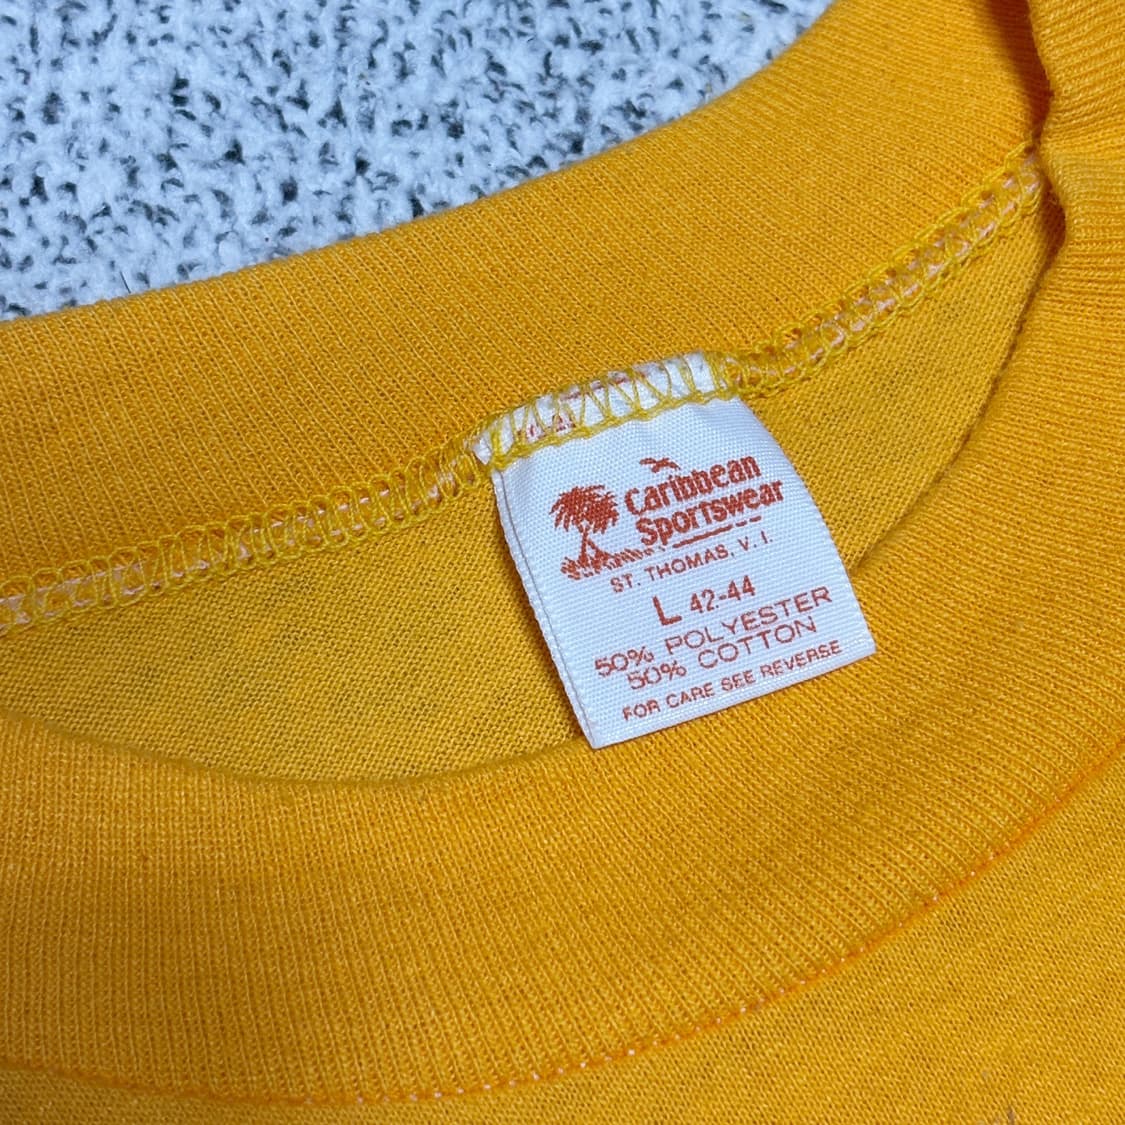 Caribbean
Sportswear
ST. THOMAS, V. I.
L 42-44
50% POLYESTER
50% COTTON
FOR CARE SEE REVERSE